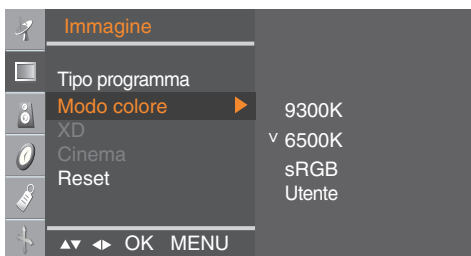 Immagine
Tipo programma
Modo colore
XD
Cinema
Reset
9300K
6500K
sRGB
Utente
OK MENU